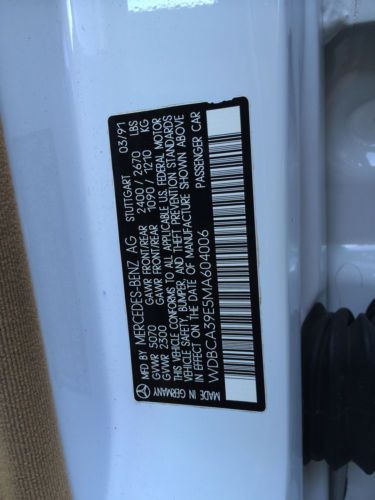 MFD. BY MERCEDES-BENZ AG STUTTGART 03/91
GVWR 5070 GAWR FRONT/REAR 2400 / 2670 LBS
GVWR 2300 GAWR FRONT/REAR 1090 / 1210 KG
THIS VEHICLE CONFORMS TO ALL APPLICABLE U.S. FEDERAL MOTOR
VEHICLE SAFETY, BUMPER, AND THEFT PREVENTION STANDARDS
IN EFFECT ON THE DATE OF MANUFACTURE SHOWN ABOVE
WDBCA39E5MA604006 PASSENGER CAR
MADE IN GERMANY